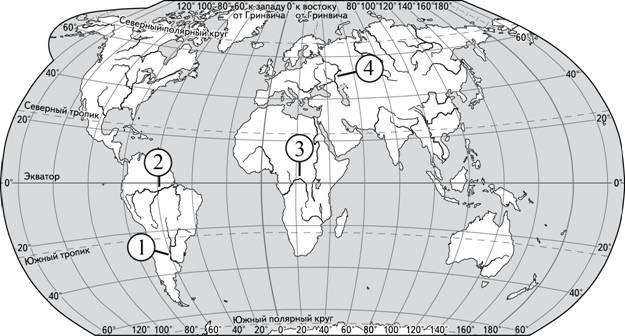 120° 100° 80° 60° к западу 0° к востоку 80° 100° 120° 140° 160° 180°
от Гринвича от Гринвича
Северный полярный круг
60° 60°
40° 40°
Северный тропик
20° 20°
4
3
2
Экватор
0° 0°
1
20° 20°
Южный тропик
40° 40°
Южный полярный круг
60° 120° 140° 100° 80° 60° 40° 20° 0° 20° 40° 60° 80° 100° 120° 140° 160° 180° 60°